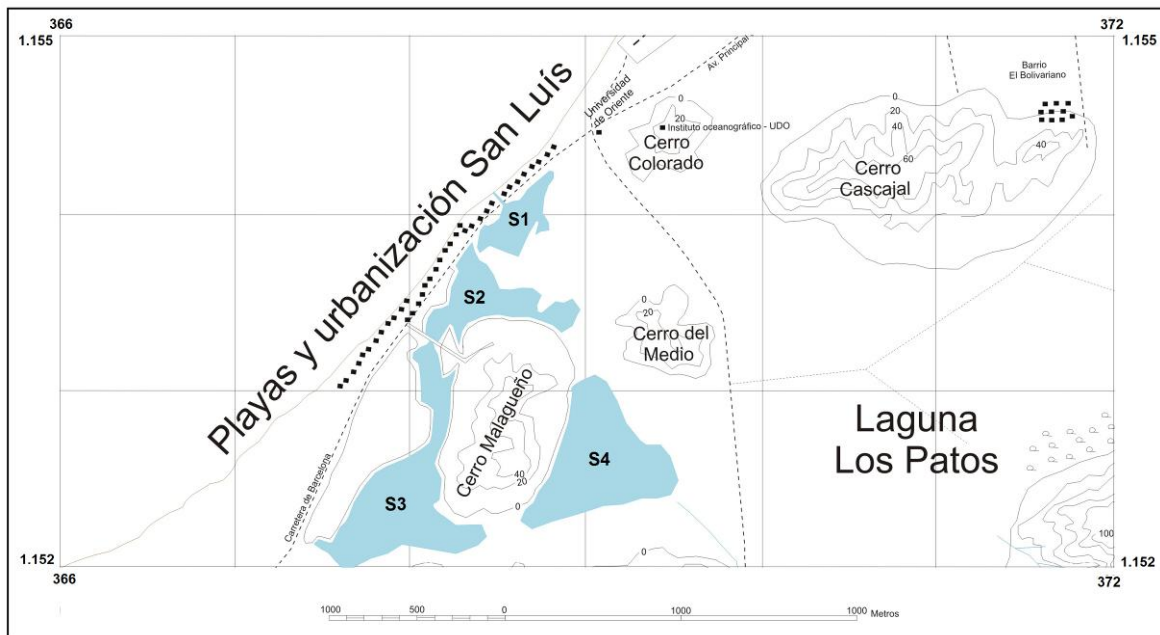 366
372
1.155
1.155
Playas y urbanización San Luís
Universidad
de Oriente
Av. Principal
Barrio
El Bolivariano
0
20
Instituto oceanográfico - UDO
Cerro
Colorado
0
20
40
60
40
Cerro
Cascajal
S1
S2
0
20
Cerro del
Medio
Cerro Malagueño
40
20
0
S4
S3
Carretera de Barcelona
Laguna
Los Patos
100
0
1.152
1.152
366
372
1000
500
0
1000
1000
Metros